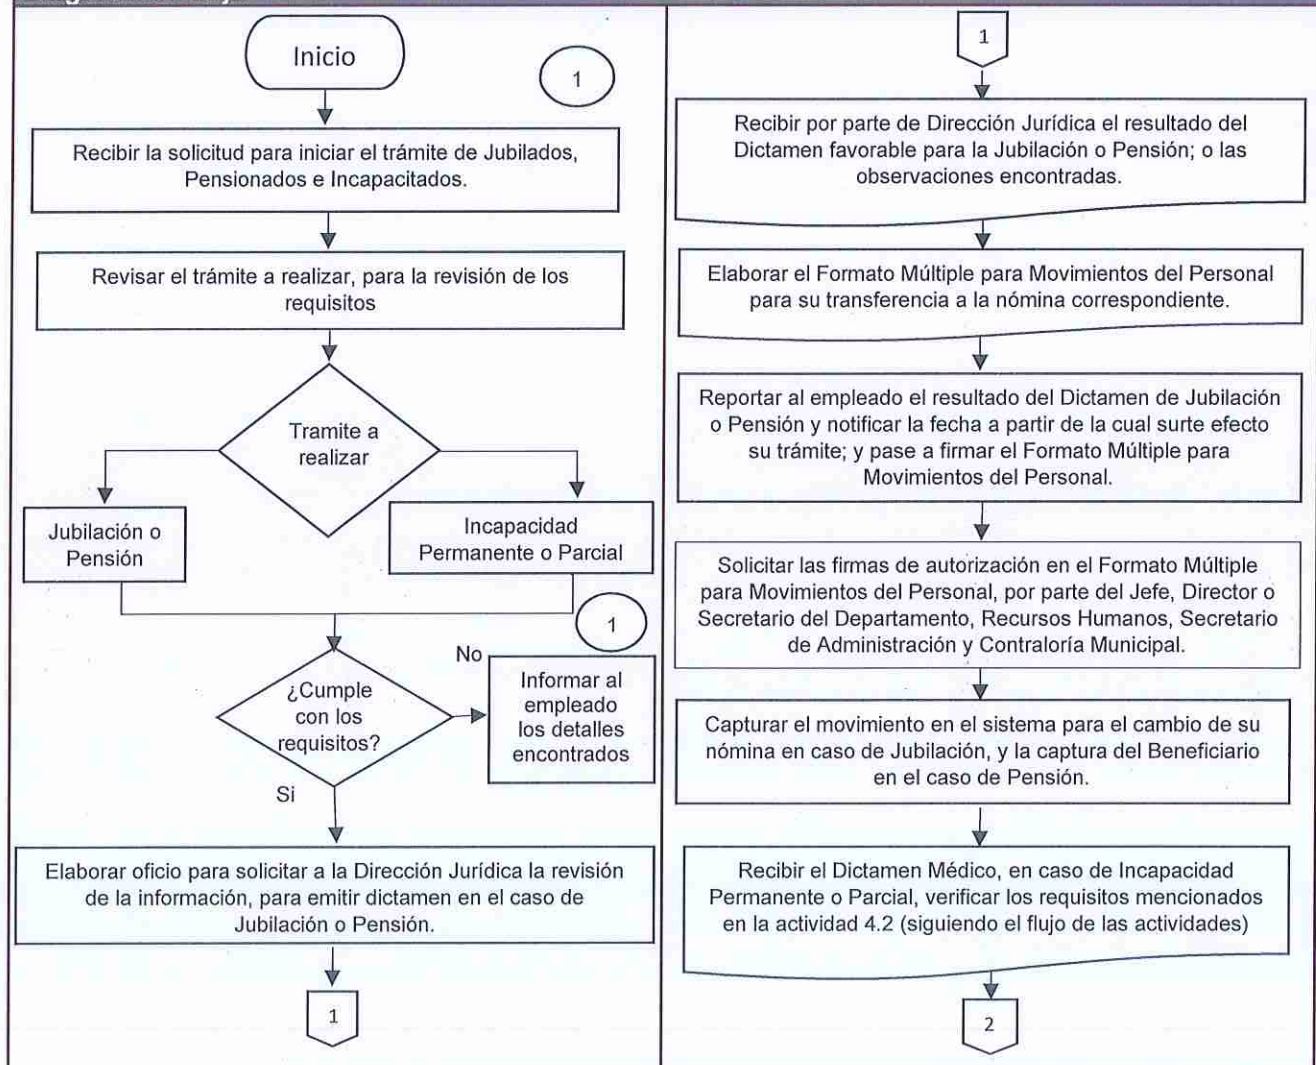 Inicio
1
Recibir la solicitud para iniciar el trámite de Jubilados,
Pensionados e Incapacitados.
Revisar el trámite a realizar, para la revisión de los
requisitos
Tramite a
realizar
Jubilación o
Pensión
Incapacidad
Permanente o Parcial
1
¿Cumple
con los
requisitos?
No
Informar al
empleado
los detalles
encontrados
Si
Elaborar oficio para solicitar a la Dirección Jurídica la revisión
de la información, para emitir dictamen en el caso de
Jubilación o Pensión.
1
1
Recibir por parte de Dirección Jurídica el resultado del
Dictamen favorable para la Jubilación o Pensión; o las
observaciones encontradas.
Elaborar el Formato Múltiple para Movimientos del Personal
para su transferencia a la nómina correspondiente.
Reportar al empleado el resultado del Dictamen de Jubilación
o Pensión y notificar la fecha a partir de la cual surte efecto
su trámite; y pase a firmar el Formato Múltiple para
Movimientos del Personal.
Solicitar las firmas de autorización en el Formato Múltiple
para Movimientos del Personal, por parte del Jefe, Director o
Secretario del Departamento, Recursos Humanos, Secretario
de Administración y Contraloría Municipal.
Capturar el movimiento en el sistema para el cambio de su
nómina en caso de Jubilación, y la captura del Beneficiario
en el caso de Pensión.
Recibir el Dictamen Médico, en caso de Incapacidad
Permanente o Parcial, verificar los requisitos mencionados
en la actividad 4.2 (siguiendo el flujo de las actividades)
2